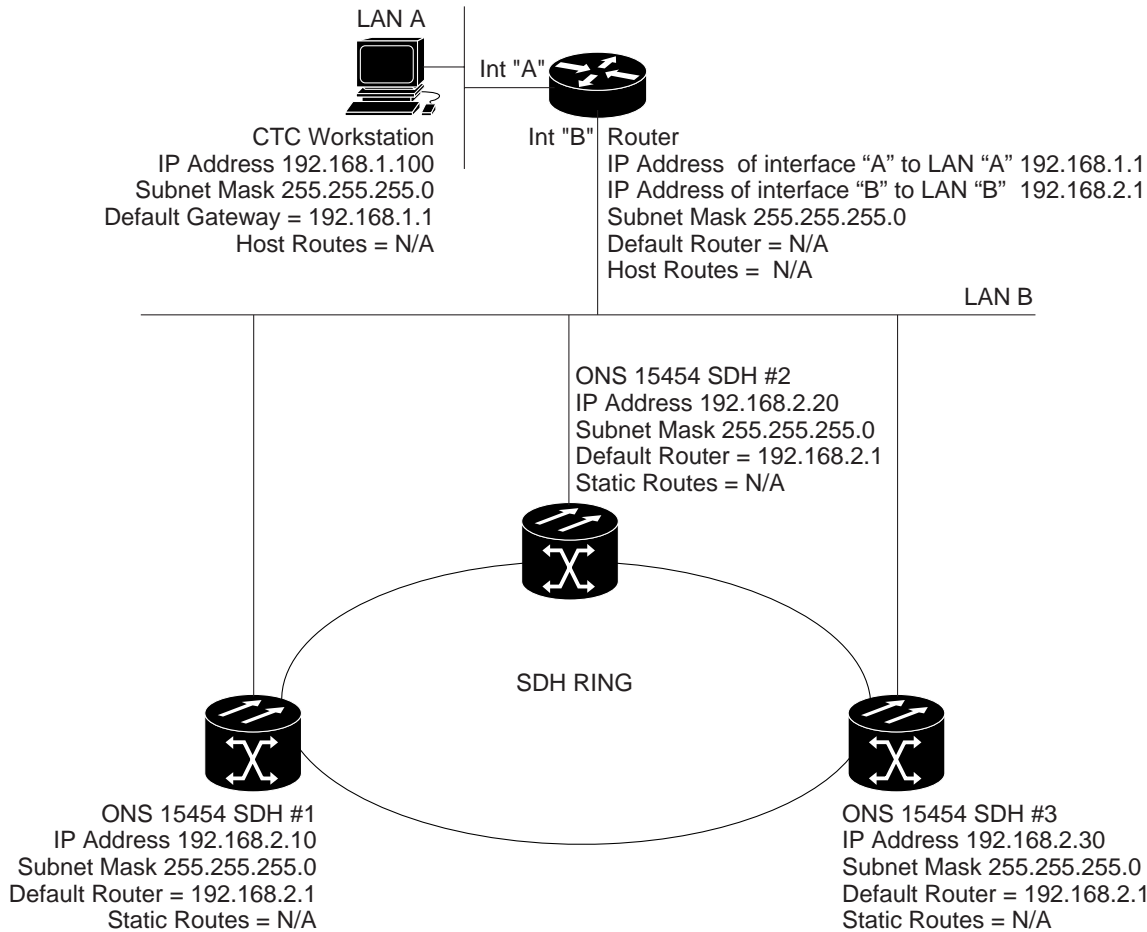 LAN A
Int "A"
CTC Workstation
IP Address 192.168.1.100
Subnet Mask 255.255.255.0
Default Gateway = 192.168.1.1
Host Routes = N/A
Int "B"
Router
IP Address of interface “A” to LAN “A” 192.168.1.1
IP Address of interface “B” to LAN “B” 192.168.2.1
Subnet Mask 255.255.255.0
Default Router = N/A
Host Routes = N/A
LAN B
ONS 15454 SDH #2
IP Address 192.168.2.20
Subnet Mask 255.255.255.0
Default Router = 192.168.2.1
Static Routes = N/A
SDH RING
ONS 15454 SDH #1
IP Address 192.168.2.10
Subnet Mask 255.255.255.0
Default Router = 192.168.2.1
Static Routes = N/A
ONS 15454 SDH #3
IP Address 192.168.2.30
Subnet Mask 255.255.255.0
Default Router = 192.168.2.1
Static Routes = N/A